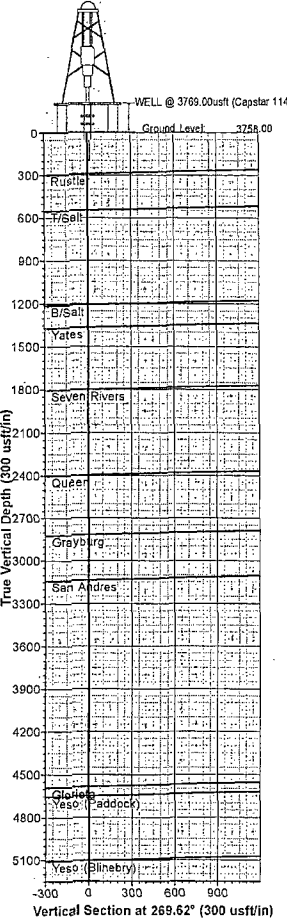 WELL @ 3769.00usft (Capstar 114
Ground Level: 3758.00
0
300
Rustler
600
T/Salt
900
1200
B/Salt
Yates
1500
1800
Seven Rivers
2100
2400
Queen
2700
Grayburg
3000
San Andres
3300
3600
3900
4200
4500
Glorieta
Yeso (Paddock)
4800
5100
Yeso (Blinebry)
True Vertical Depth (300 usft/in)
-300 0 300 600 900
Vertical Section at 269.62° (300 usft/in)